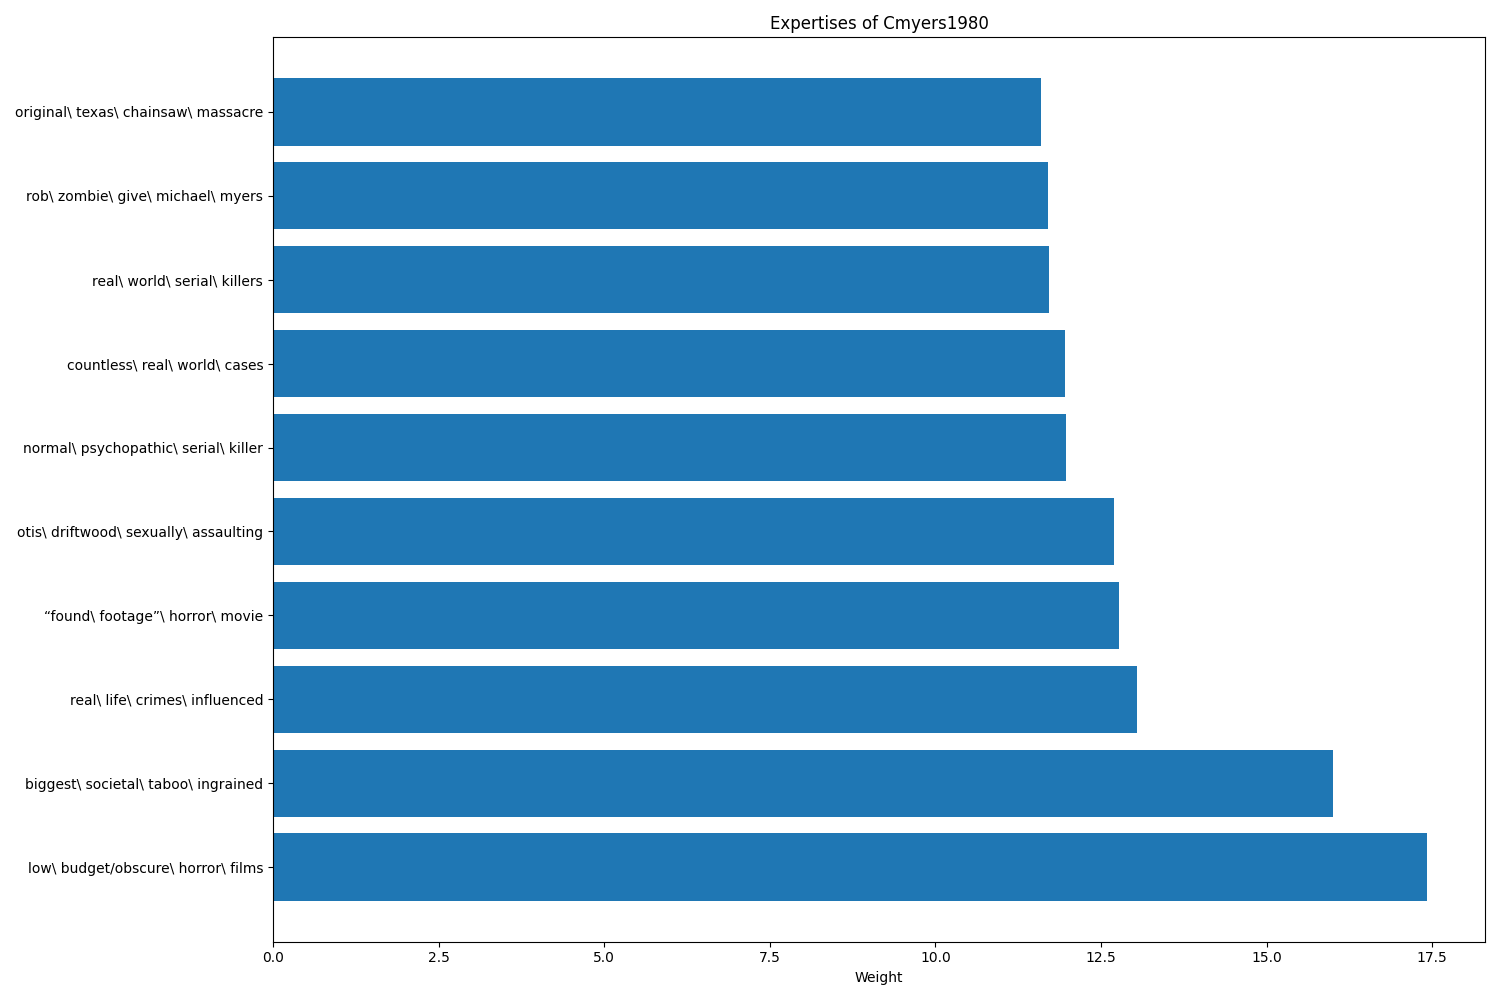 Expertises of Cmyers1980
original\ texas\ chainsaw\ massacre
rob\ zombie\ give\ michael\ myers
real\ world\ serial\ killers
countless\ real\ world\ cases
normal\ psychopathic\ serial\ killer
otis\ driftwood\ sexually\ assaulting
“found\ footage”\ horror\ movie
real\ life\ crimes\ influenced
biggest\ societal\ taboo\ ingrained
low\ budget/obscure\ horror\ films
0.0 2.5 5.0 7.5 10.0 12.5 15.0 17.5
Weight